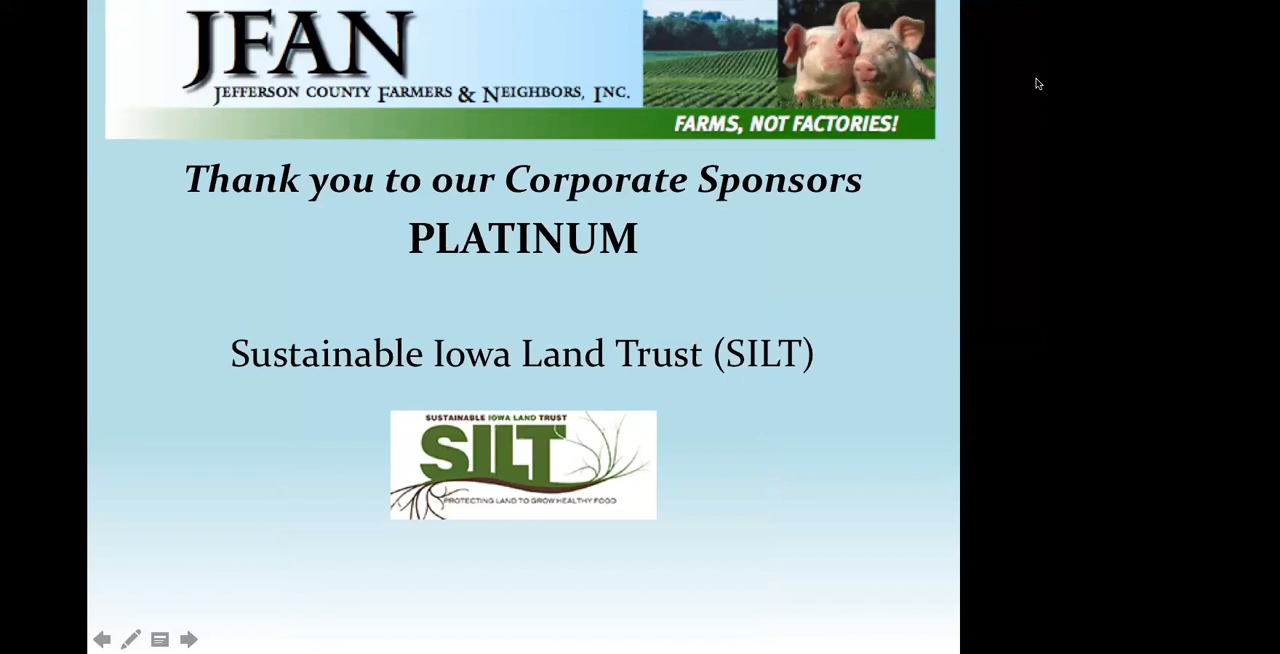 JFAN
JEFFERSON COUNTY FARMERS & NEIGHBORS, INC.
FARMS, NOT FACTORIES!
Thank you to our Corporate Sponsors
PLATINUM
Sustainable Iowa Land Trust (SILT)
SUSTAINABLE IOWA LAND TRUST
SILT
PROTECTING LAND TO GROW HEALTHY FOOD